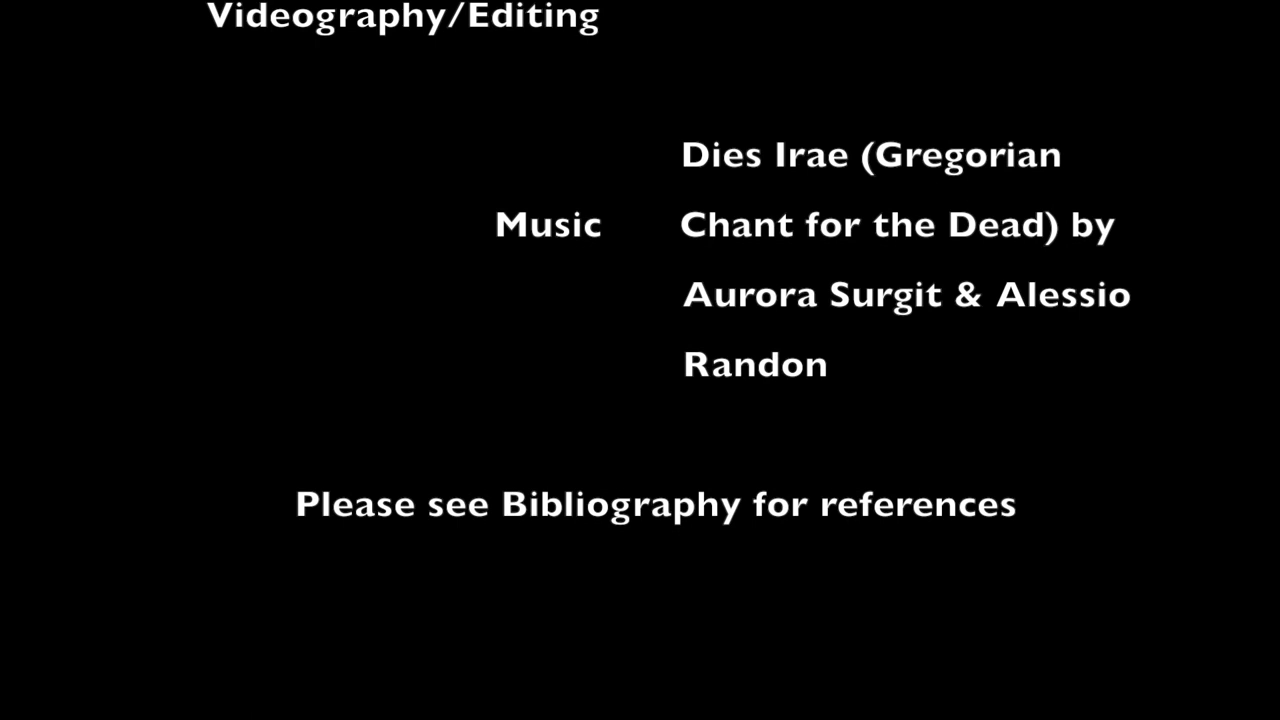 Videography/Editing
Dies Irae (Gregorian
Music Chant for the Dead) by
Aurora Surgit & Alessio
Randon
Please see Bibliography for references